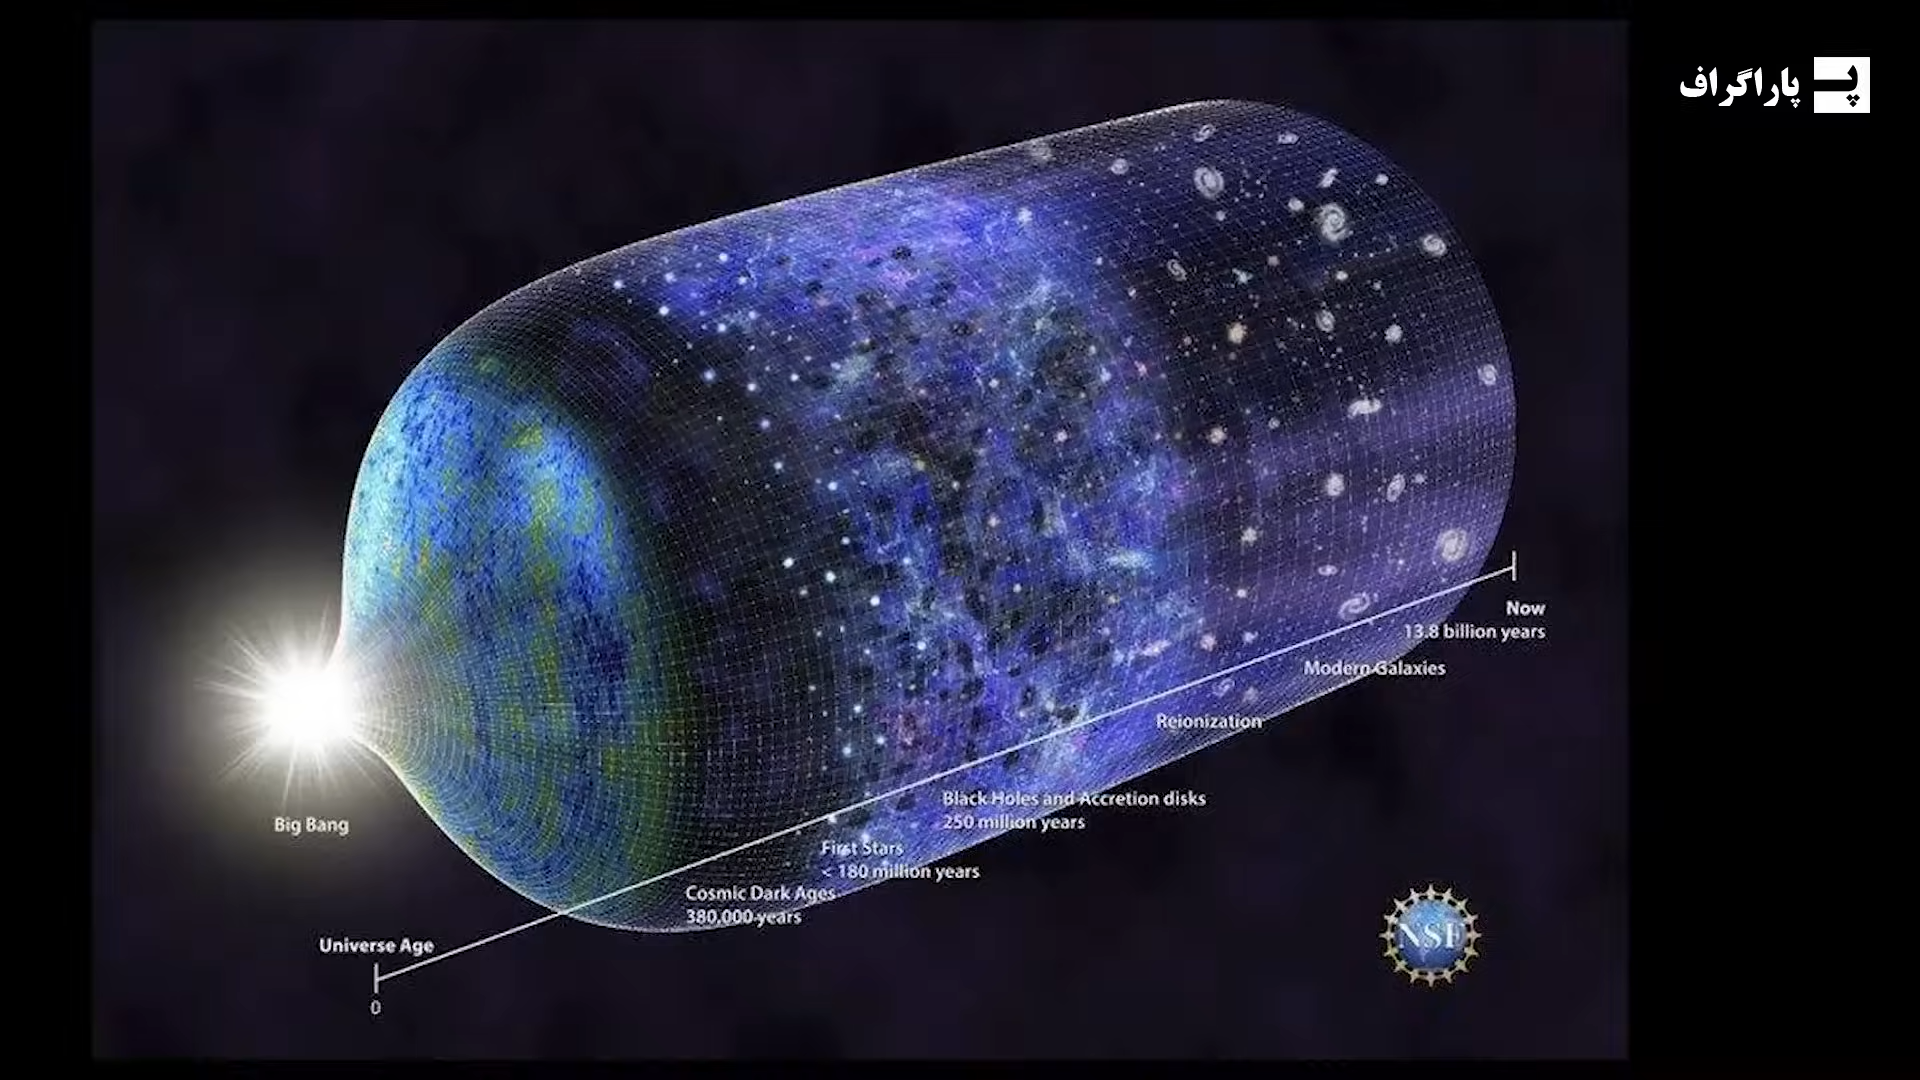 پاراگراف
Big Bang
Universe Age
0
Cosmic Dark Ages
380,000 years
First Stars
< 180 million years
Black Holes and Accretion disks
250 million years
Reionization
Modern Galaxies
Now
13.8 billion years
NSF